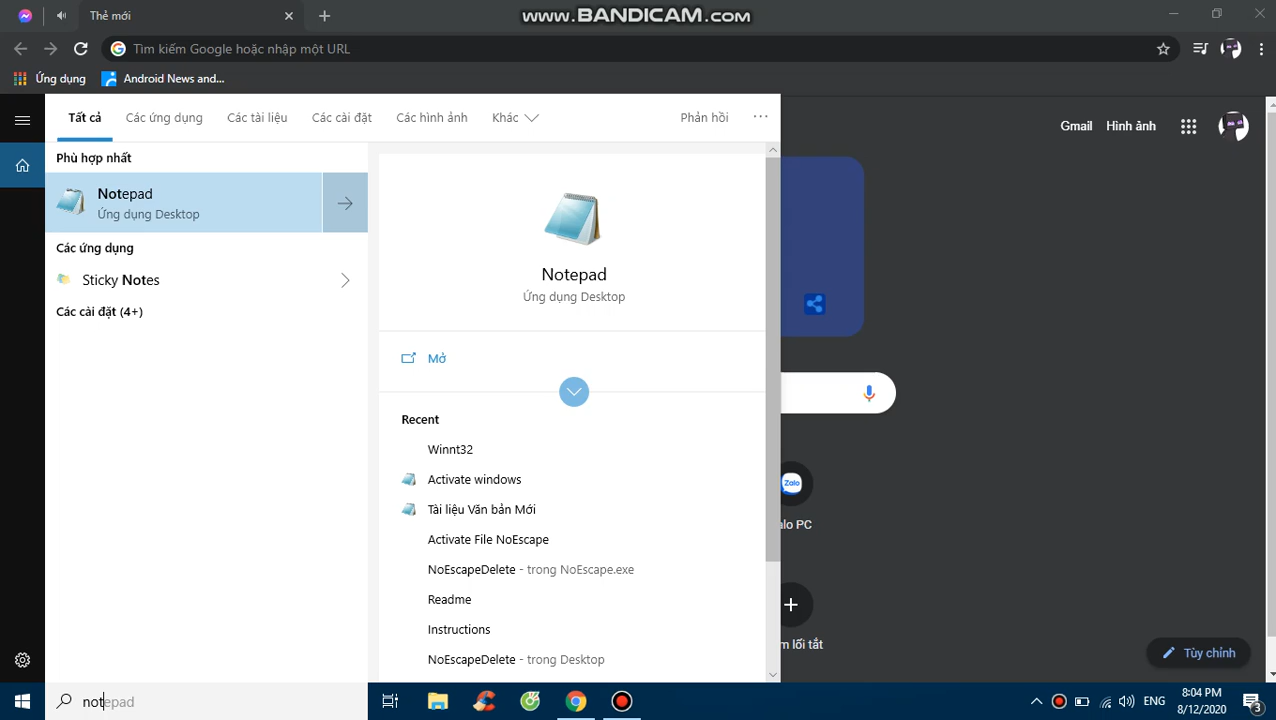 Thẻ mới
www.BANDICAM.com
Tìm kiếm Google hoặc nhập một URL
Ứng dụng
Android News and...
Tất cả
Các ứng dụng
Các tài liệu
Các cài đặt
Các hình ảnh
Khác
Phản hồi
Gmail
Hình ảnh
Phù hợp nhất
Notepad
Ứng dụng Desktop
Các ứng dụng
Sticky Notes
Các cài đặt (4+)
Notepad
Ứng dụng Desktop
Mở
Recent
Winnt32
Activate windows
Tài liệu Văn bản Mới
Activate File NoEscape
NoEscapeDelete - trong NoEscape.exe
Readme
Instructions
NoEscapeDelete - trong Desktop
Zalo
alo PC
m lối tắt
Tùy chỉnh
notepad
ENG
8:04 PM
8/12/2020
3